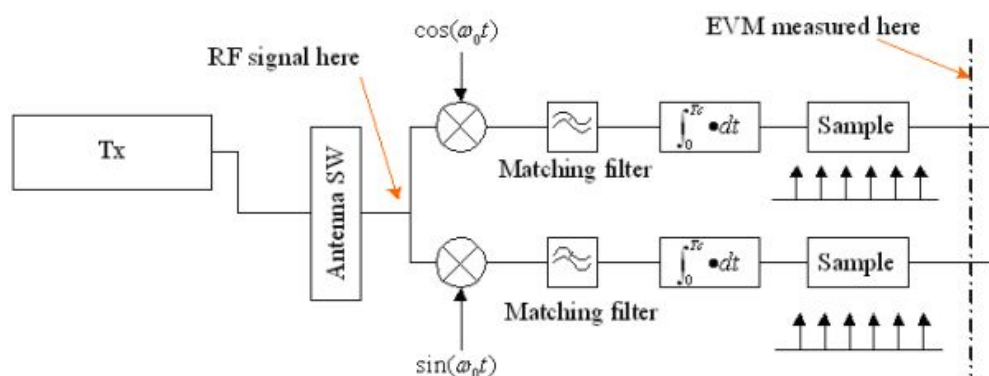 cos(ω₀t)
EVM measured here
RF signal here
Tx
Antenna SW
∫₀ᵀᶜ •dt
Sample
Matching filter
∫₀ᵀᶜ •dt
Sample
Matching filter
sin(ω₀t)